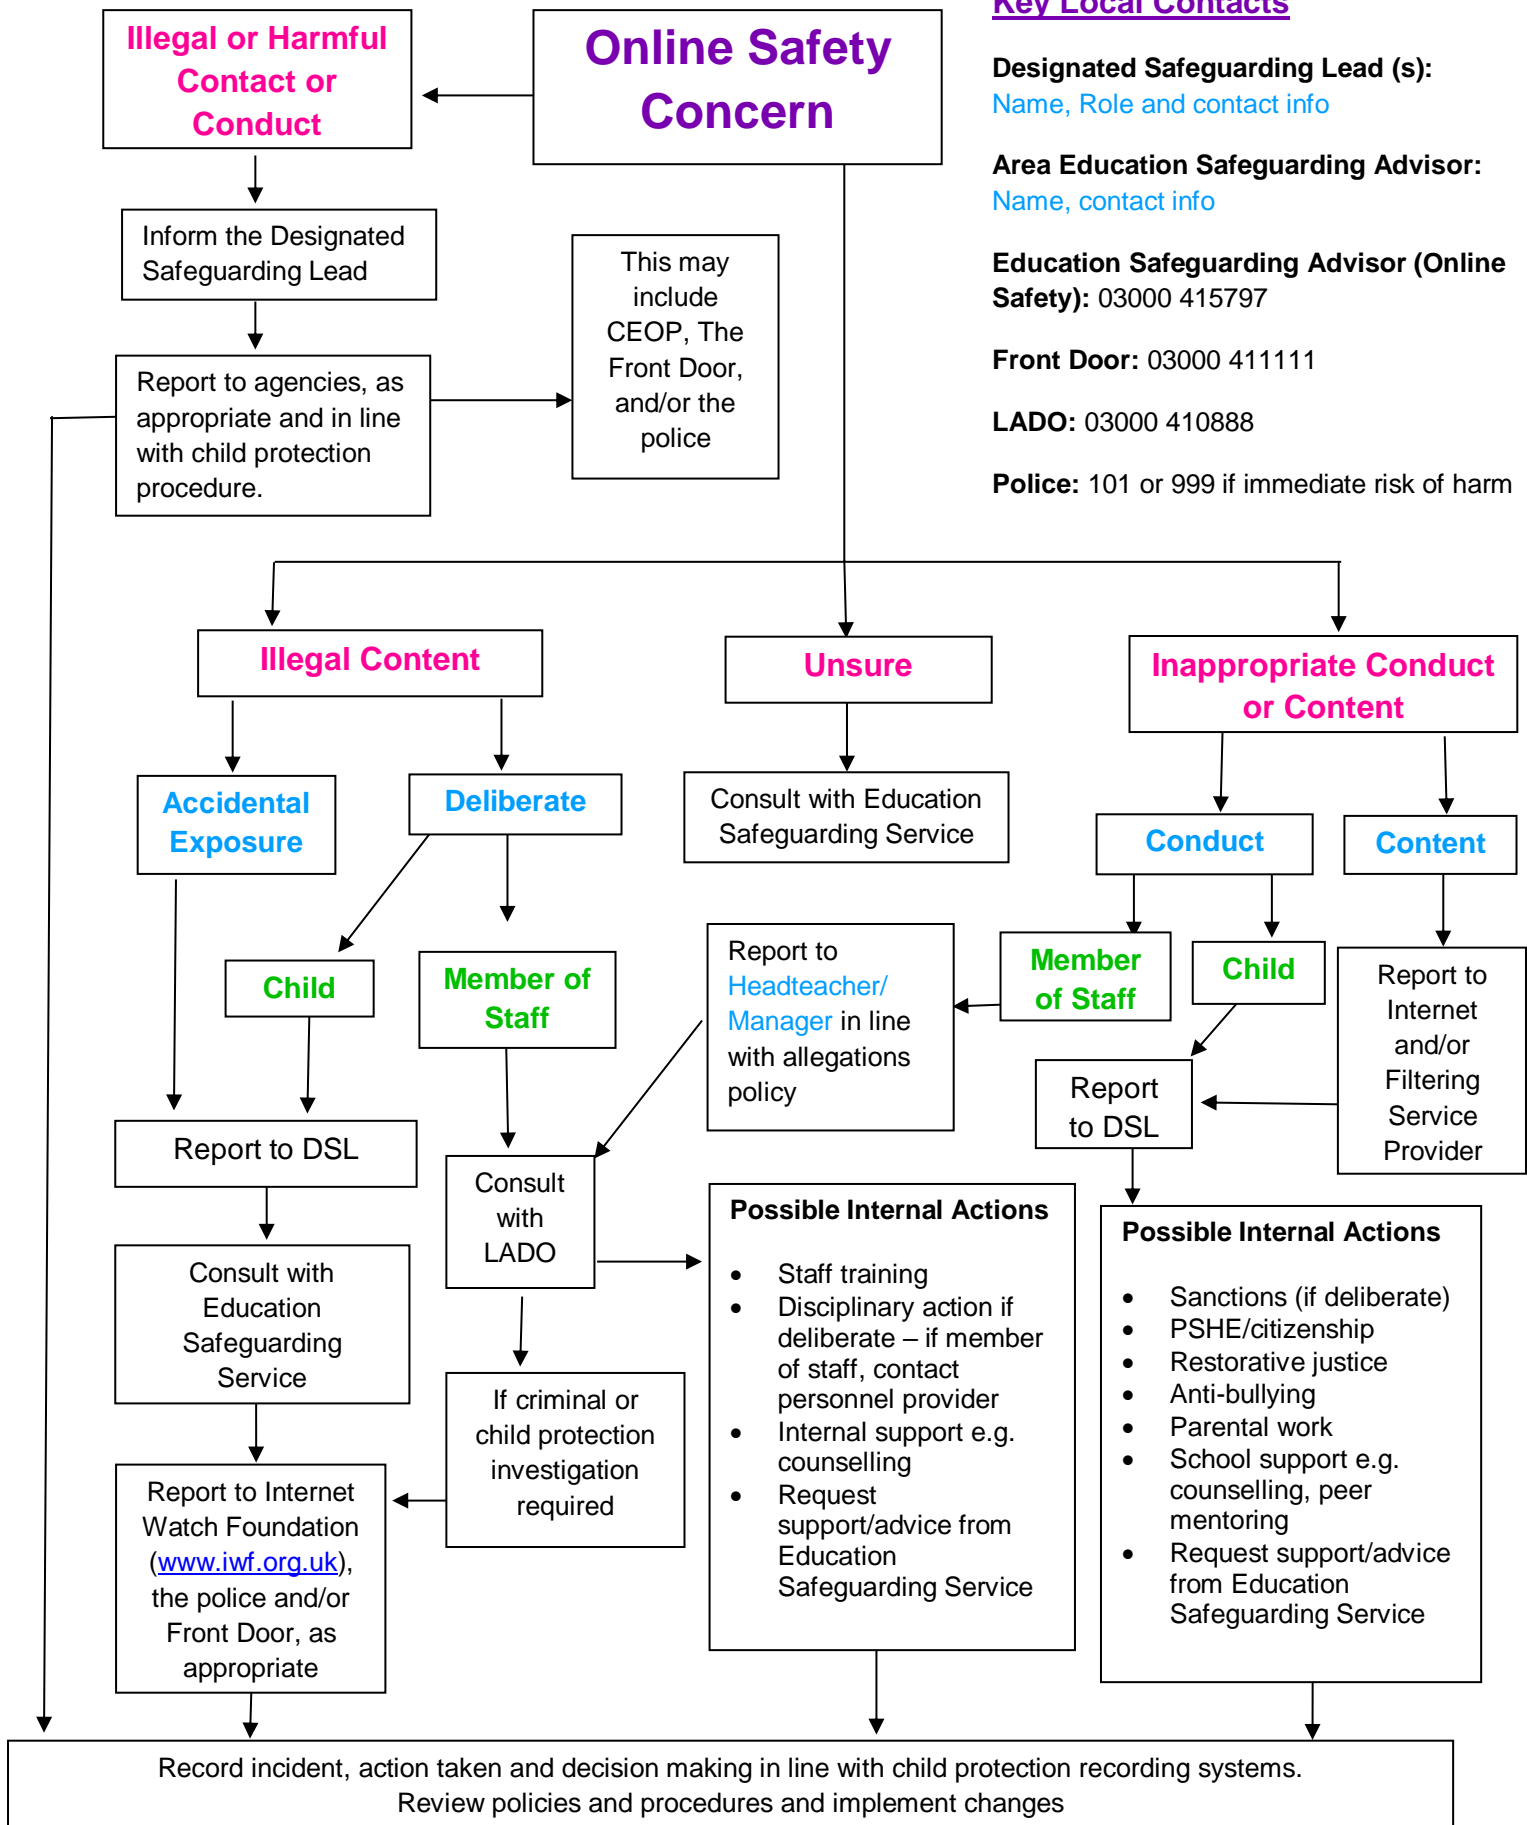 Key Local Contacts
Illegal or Harmful
Contact or
Conduct
Online Safety
Concern
Designated Safeguarding Lead (s):
Name, Role and contact info
Area Education Safeguarding Advisor:
Name, contact info
Education Safeguarding Advisor (Online
Safety): 03000 415797
Front Door: 03000 411111
LADO: 03000 410888
Police: 101 or 999 if immediate risk of harm
Inform the Designated
Safeguarding Lead
This may
include
CEOP, The
Front Door,
and/or the
police
Report to agencies, as
appropriate and in line
with child protection
procedure.
Illegal Content
Unsure
Inappropriate Conduct
or Content
Accidental
Exposure
Deliberate
Consult with Education
Safeguarding Service
Conduct
Content
Child
Member of
Staff
Report to
Headteacher/
Manager in line
with allegations
policy
Member
of Staff
Child
Report to
Internet
and/or
Filtering
Service
Provider
Report to DSL
Consult
with
LADO
Report
to DSL
Consult with
Education
Safeguarding
Service
If criminal or
child protection
investigation
required
Possible Internal Actions
• Staff training
• Disciplinary action if
deliberate – if member
of staff, contact
personnel provider
• Internal support e.g.
counselling
• Request
support/advice from
Education
Safeguarding Service
Possible Internal Actions
• Sanctions (if deliberate)
• PSHE/citizenship
• Restorative justice
• Anti-bullying
• Parental work
• School support e.g.
counselling, peer
mentoring
• Request support/advice
from Education
Safeguarding Service
Report to Internet
Watch Foundation
(www.iwf.org.uk),
the police and/or
Front Door, as
appropriate
Record incident, action taken and decision making in line with child protection recording systems.
Review policies and procedures and implement changes